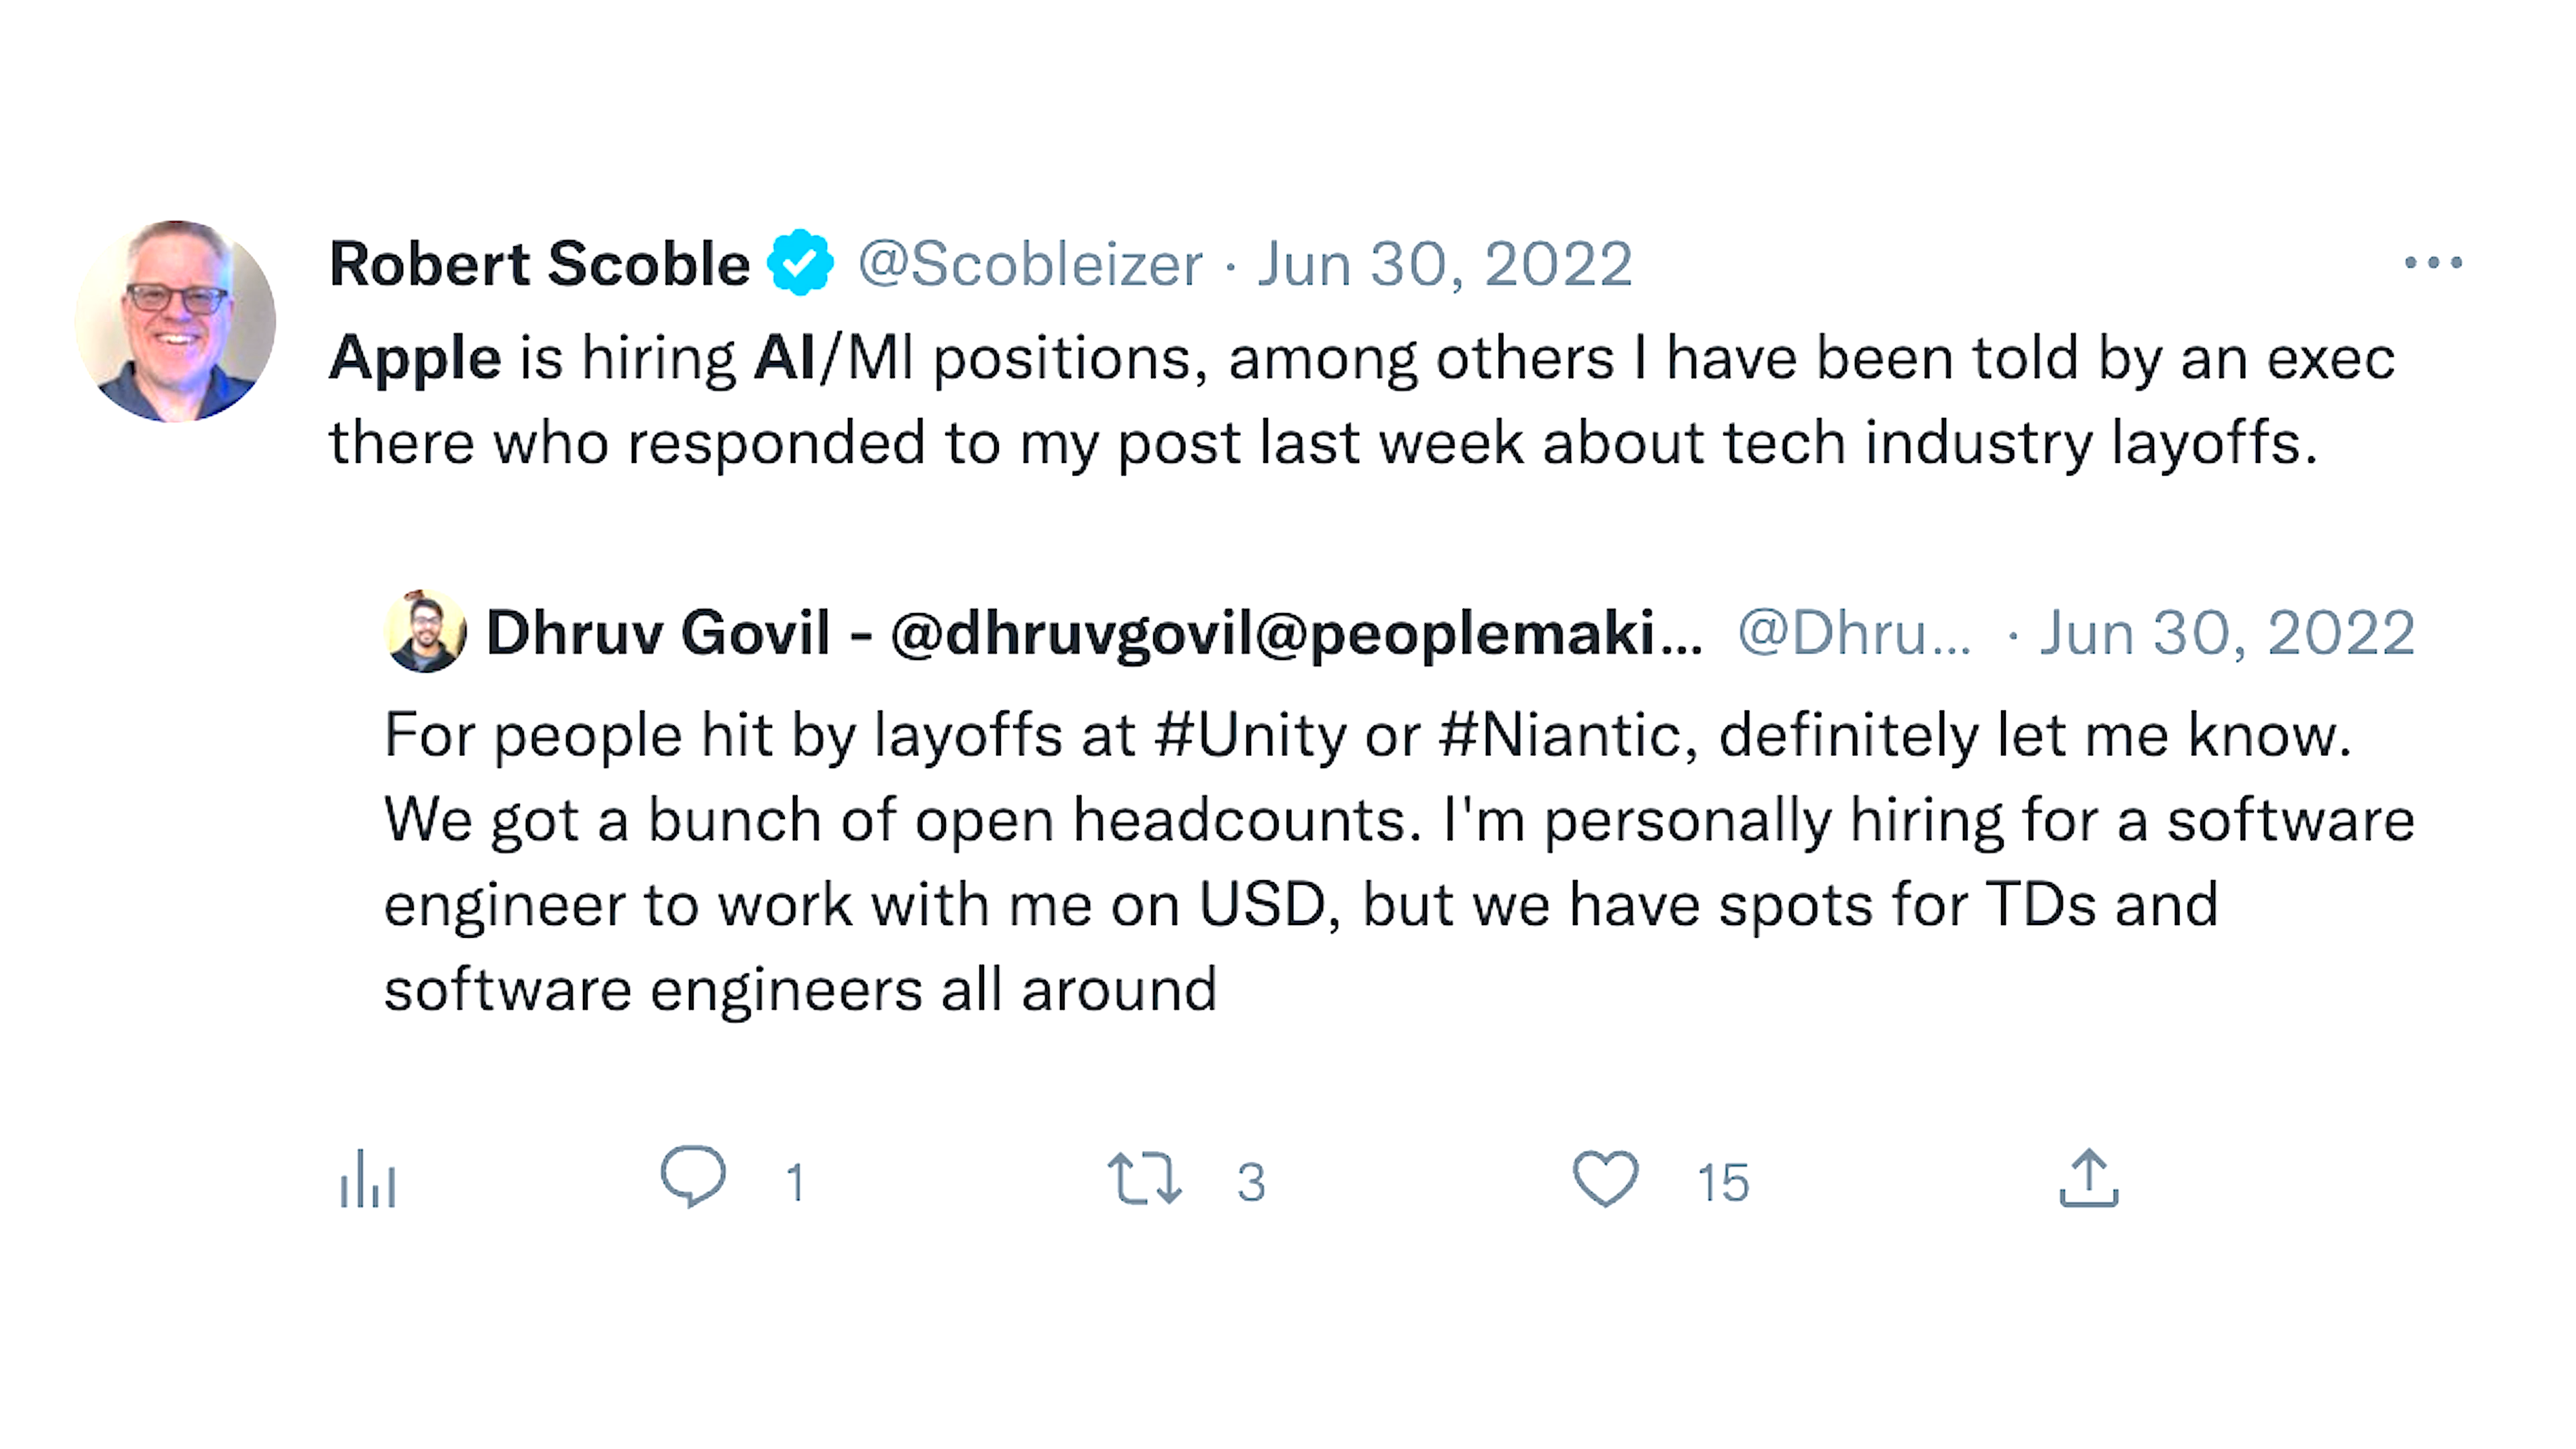 Robert Scoble @Scobleizer · Jun 30, 2022
Apple is hiring AI/Ml positions, among others I have been told by an exec
there who responded to my post last week about tech industry layoffs.
Dhruv Govil - @dhruvgovil@peoplemaki... @Dhru... · Jun 30, 2022
For people hit by layoffs at #Unity or #Niantic, definitely let me know.
We got a bunch of open headcounts. I'm personally hiring for a software
engineer to work with me on USD, but we have spots for TDs and
software engineers all around
1 3 15